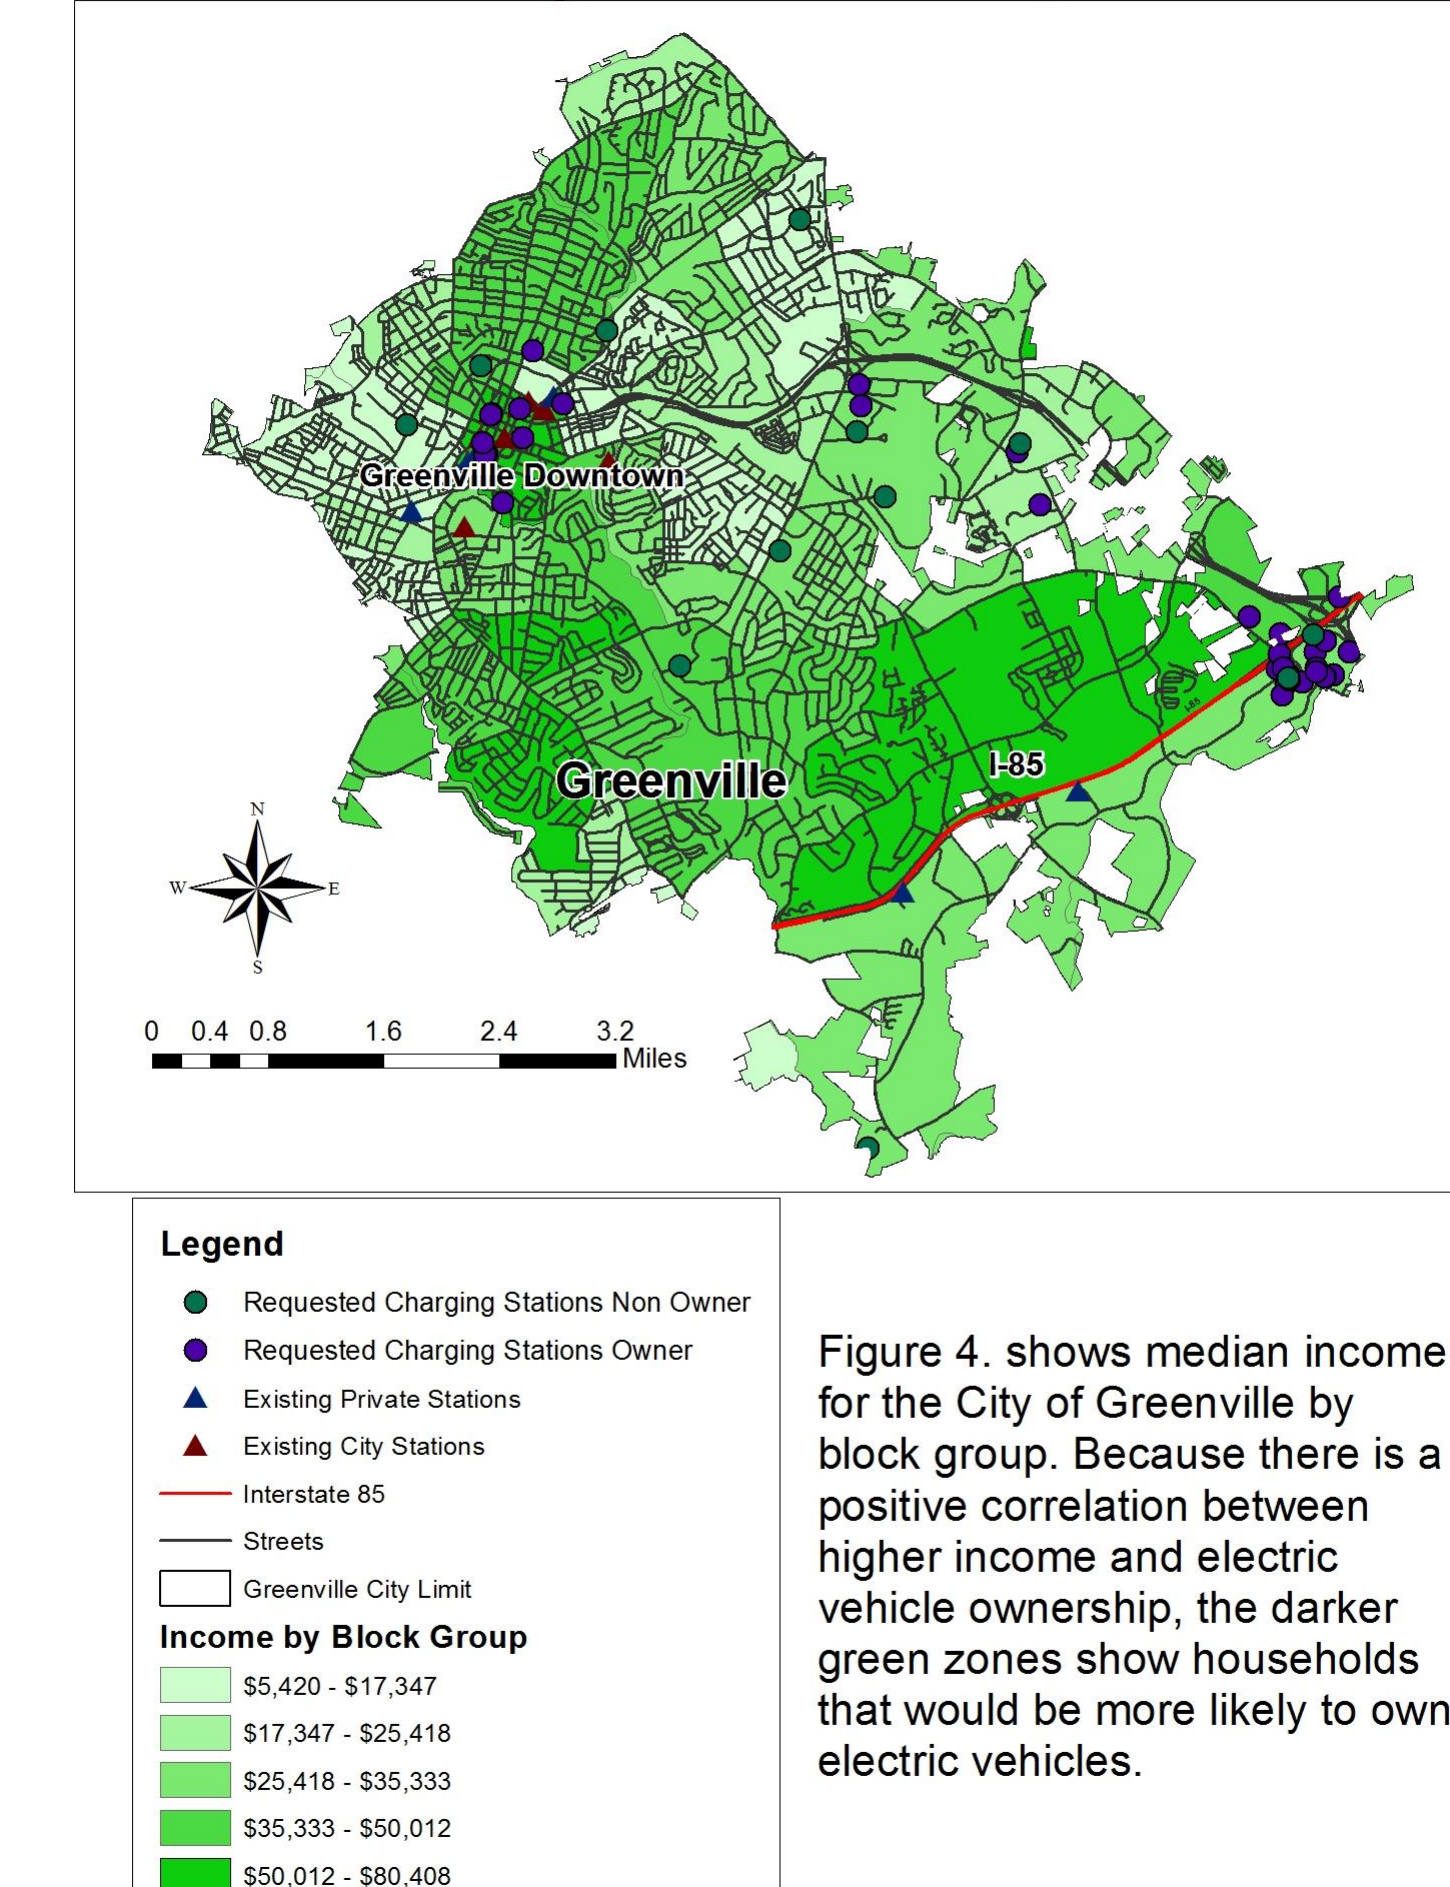 Greenville Downtown
Greenville
I-85
I-85
N
W
E
S
0 0.4 0.8 1.6 2.4 3.2
Miles
Legend
Requested Charging Stations Non Owner
Requested Charging Stations Owner
Existing Private Stations
Existing City Stations
Interstate 85
Streets
Greenville City Limit
Income by Block Group
$5,420 - $17,347
$17,347 - $25,418
$25,418 - $35,333
$35,333 - $50,012
$50,012 - $80,408
Figure 4. shows median income
for the City of Greenville by
block group. Because there is a
positive correlation between
higher income and electric
vehicle ownership, the darker
green zones show households
that would be more likely to own
electric vehicles.